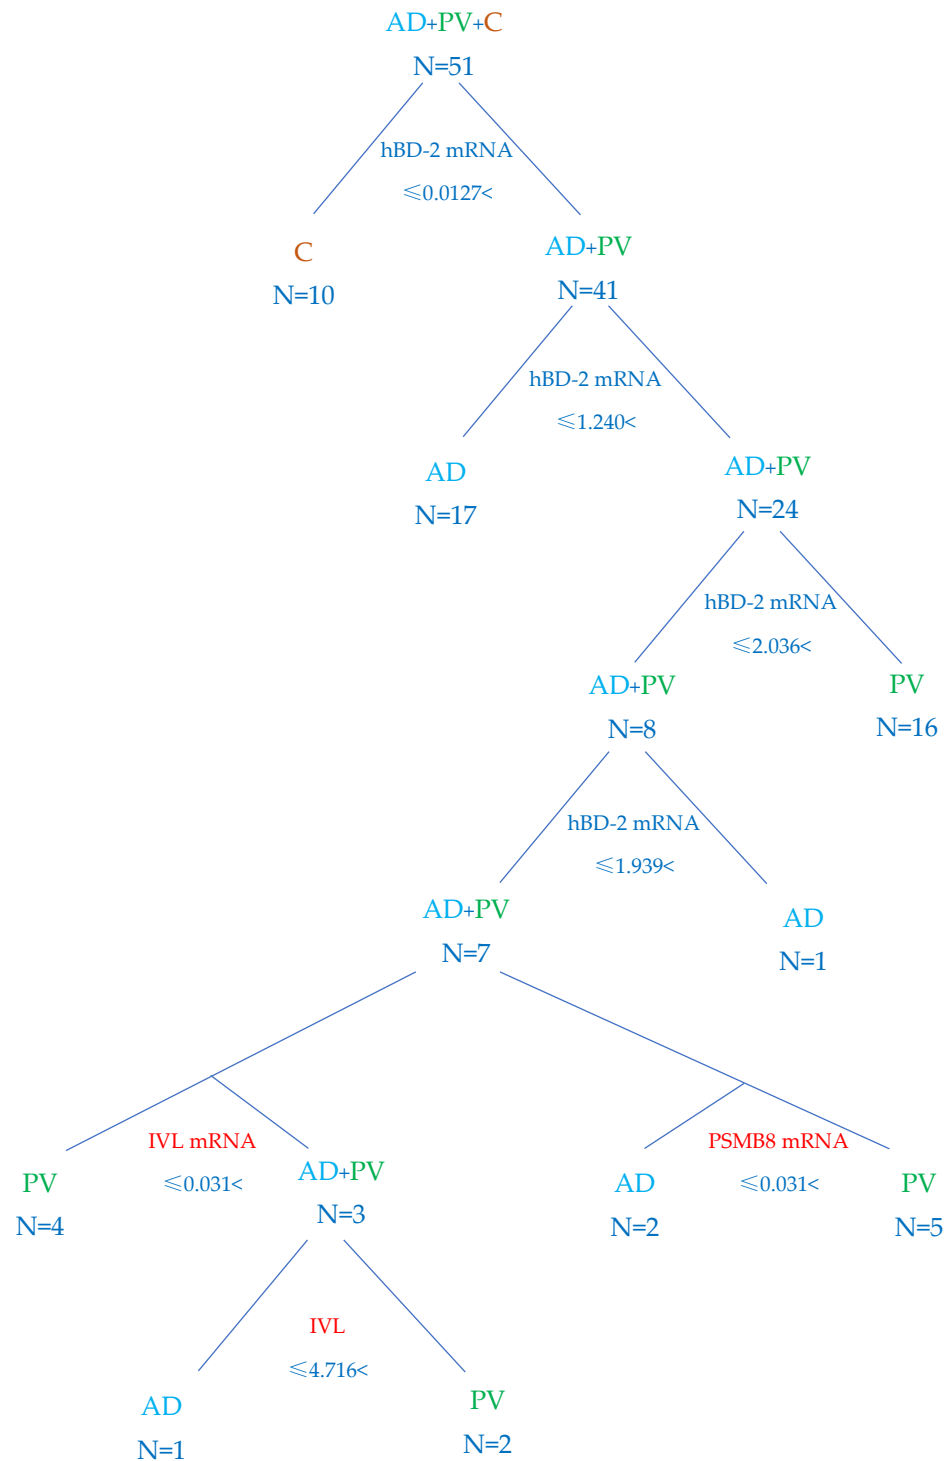 AD+PV+C
N=51
hBD-2 mRNA
≤0.0127<
C
N=10
AD+PV
N=41
hBD-2 mRNA
≤1.240<
AD
N=17
AD+PV
N=24
hBD-2 mRNA
≤2.036<
AD+PV
N=8
PV
N=16
hBD-2 mRNA
≤1.939<
AD+PV
N=7
AD
N=1
IVL mRNA
≤0.031<
PSMB8 mRNA
≤0.031<
PV
N=4
AD+PV
N=3
AD
N=2
PV
N=5
IVL
≤4.716<
AD
N=1
PV
N=2